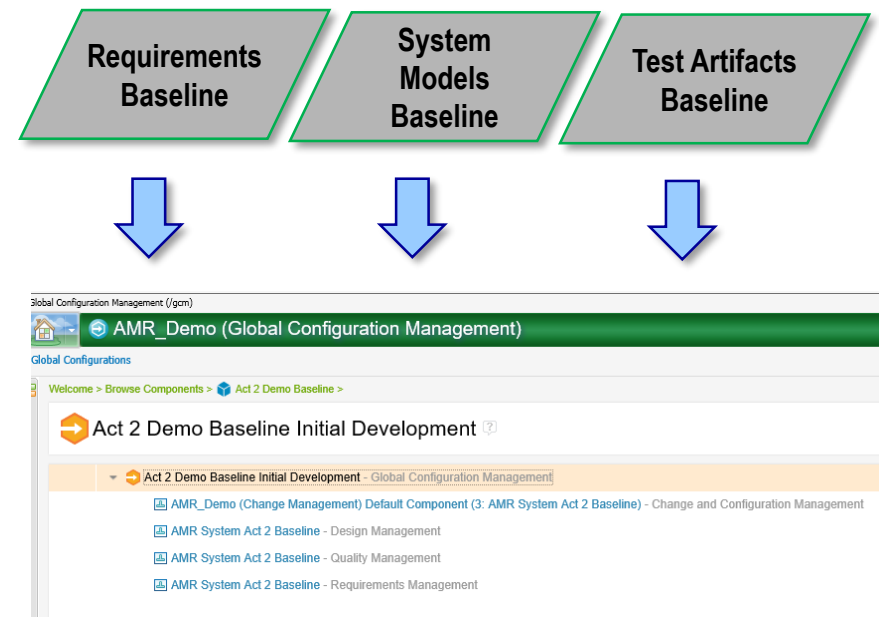 Requirements
Baseline
System
Models
Baseline
Test Artifacts
Baseline
Global Configuration Management (/gcm)
AMR_Demo (Global Configuration Management)
Global Configurations
Welcome > Browse Components > Act 2 Demo Baseline >
Act 2 Demo Baseline Initial Development ?
Act 2 Demo Baseline Initial Development - Global Configuration Management
AMR_Demo (Change Management) Default Component (3: AMR System Act 2 Baseline) - Change and Configuration Management
AMR System Act 2 Baseline - Design Management
AMR System Act 2 Baseline - Quality Management
AMR System Act 2 Baseline - Requirements Management